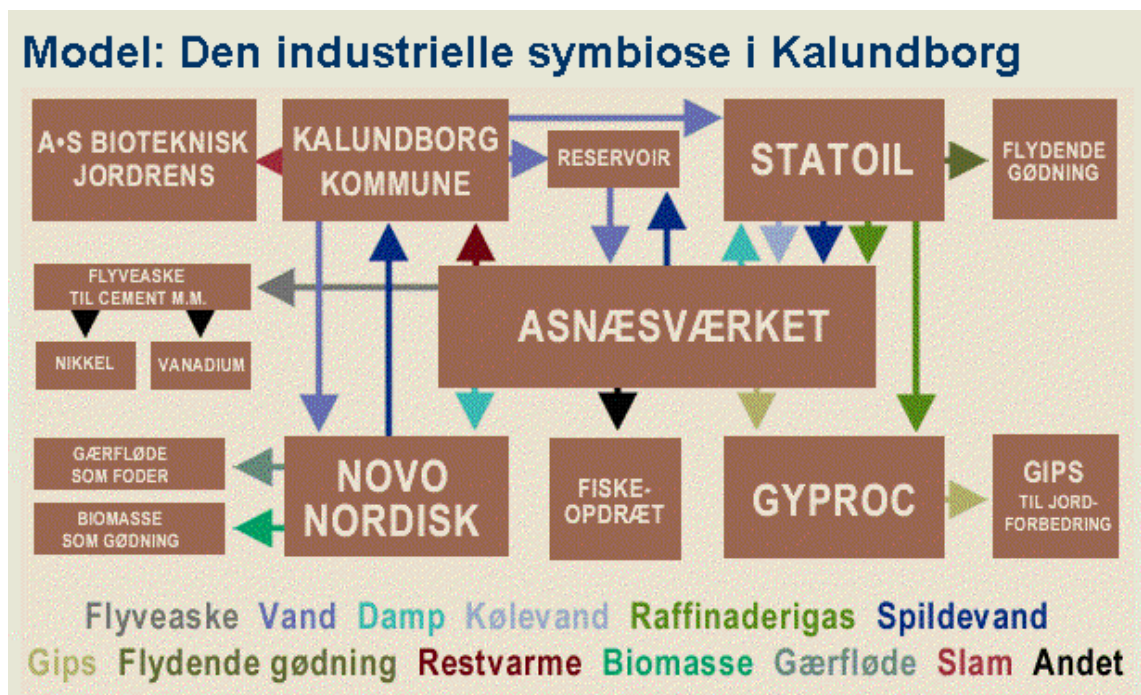 Model: Den industrielle symbiose i Kalundborg
A•S BIOTEKNISK
JORDRENS
KALUNDBORG
KOMMUNE
RESERVOIR
STATOIL
FLYDENDE
GØDNING
FLYVEASKE
TIL CEMENT M.M.
NIKKEL
VANADIUM
ASNÆSVÆRKET
GÆRFLØDE
SOM FODER
BIOMASSE
SOM GØDNING
NOVO
NORDISK
FISKE-
OPDRÆT
GYPROC
GIPS
TIL JORD-
FORBEDRING
Flyveaske Vand Damp Kølevand Raffinaderigas Spildevand
Gips Flydende gødning Restvarme Biomasse Gærfløde Slam Andet